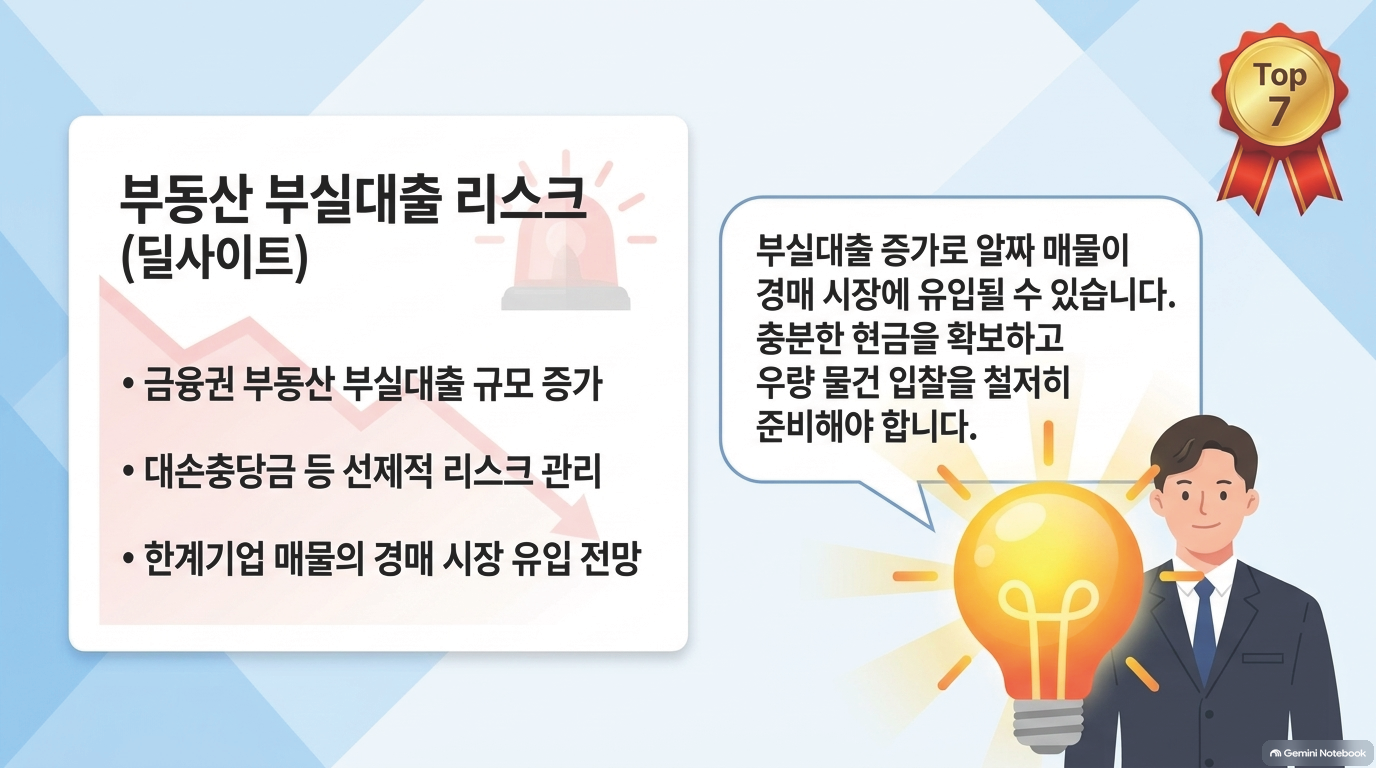 Top
7
부동산 부실대출 리스크
(딜사이트)
• 금융권 부동산 부실대출 규모 증가
• 대손충당금 등 선제적 리스크 관리
• 한계기업 매물의 경매 시장 유입 전망
부실대출 증가로 알짜 매물이
경매 시장에 유입될 수 있습니다.
충분한 현금을 확보하고
우량 물건 입찰을 철저히
준비해야 합니다.
Gemini Notebook